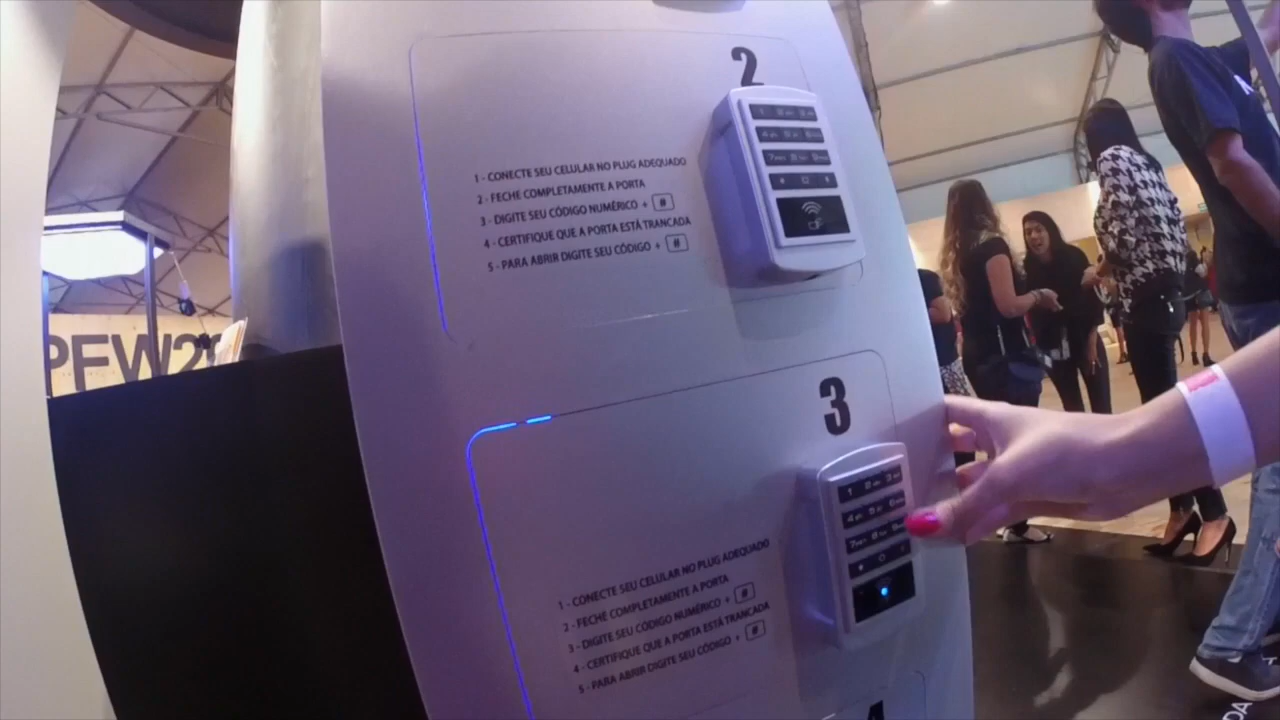 2
1 - CONECTE SEU CELULAR NO PLUG ADEQUADO
2 - FECHE COMPLETAMENTE A PORTA
3 - DIGITE SEU CÓDIGO NUMÉRICO + #
4 - CERTIFIQUE QUE A PORTA ESTÁ TRANCADA
5 - PARA ABRIR DIGITE SEU CÓDIGO + #
PFW2
3
1 - CONECTE SEU CELULAR NO PLUG ADEQUADO
2 - FECHE COMPLETAMENTE A PORTA
3 - DIGITE SEU CÓDIGO NUMÉRICO + #
4 - CERTIFIQUE QUE A PORTA ESTÁ TRANCADA
5 - PARA ABRIR DIGITE SEU CÓDIGO + #